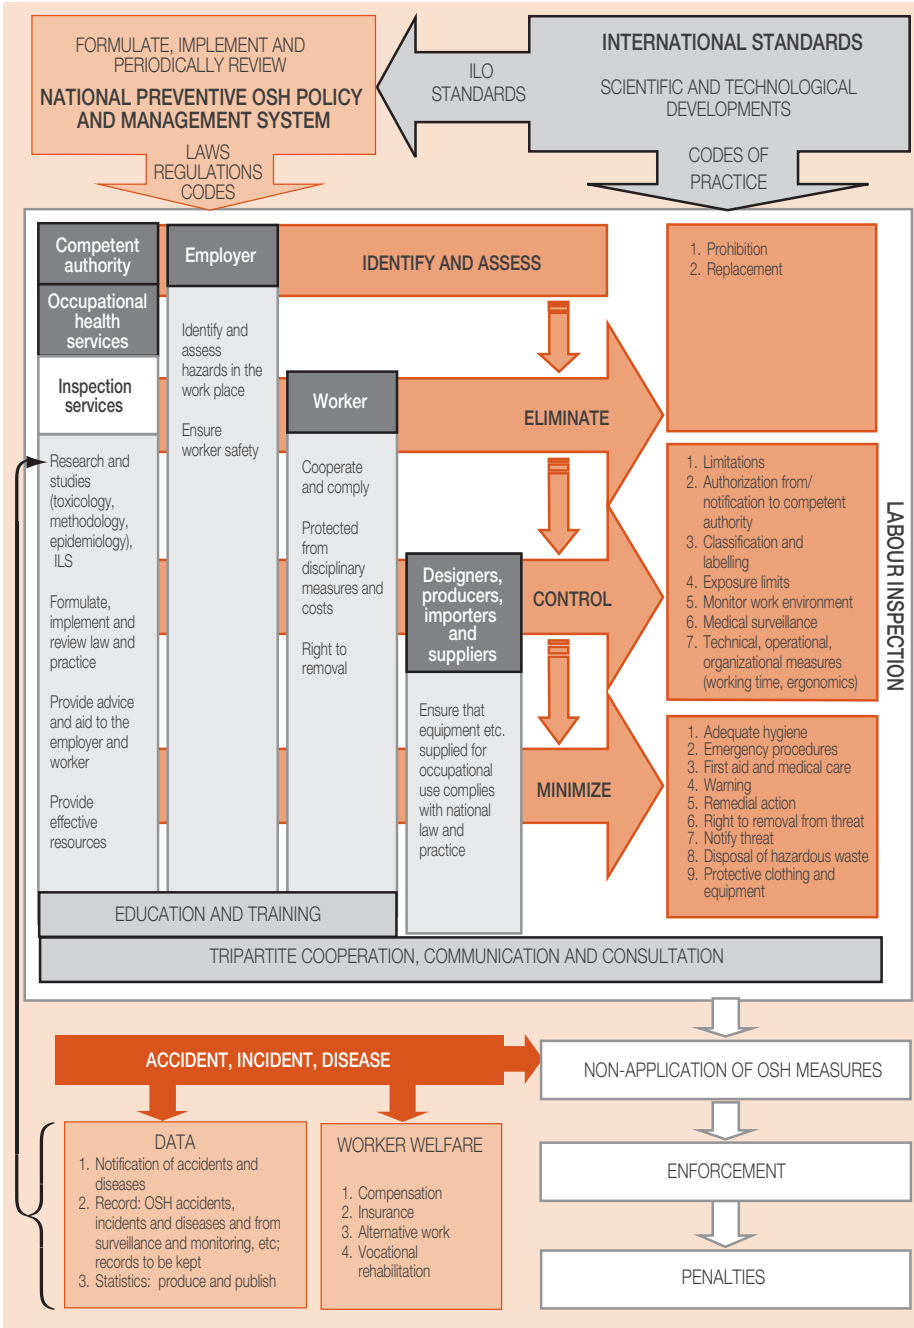 FORMULATE, IMPLEMENT AND
PERIODICALLY REVIEW
NATIONAL PREVENTIVE OSH POLICY
AND MANAGEMENT SYSTEM
LAWS
REGULATIONS
CODES
ILO
STANDARDS
INTERNATIONAL STANDARDS
SCIENTIFIC AND TECHNOLOGICAL
DEVELOPMENTS
CODES OF
PRACTICE
Competent
authority
Occupational
health
services
Inspection
services
Research and
studies
(toxicology,
methodology,
epidemiology),
ILS
Formulate,
implement and
review law and
practice
Provide advice
and aid to the
employer and
worker
Provide
effective
resources
Employer
Identify and
assess
hazards in the
work place
Ensure
worker safety
Worker
Cooperate
and comply
Protected
from
disciplinary
measures and
costs
Right to
removal
Designers,
producers,
importers
and
suppliers
Ensure that
equipment etc.
supplied for
occupational
use complies
with national
law and
practice
IDENTIFY AND ASSESS
ELIMINATE
CONTROL
MINIMIZE
1. Prohibition
2. Replacement
1. Limitations
2. Authorization from/
notification to competent
authority
3. Classification and
labelling
4. Exposure limits
5. Monitor work environment
6. Medical surveillance
7. Technical, operational,
organizational measures
(working time, ergonomics)
1. Adequate hygiene
2. Emergency procedures
3. First aid and medical care
4. Warning
5. Remedial action
6. Right to removal from threat
7. Notify threat
8. Disposal of hazardous waste
9. Protective clothing and
equipment
LABOUR INSPECTION
EDUCATION AND TRAINING
TRIPARTITE COOPERATION, COMMUNICATION AND CONSULTATION
ACCIDENT, INCIDENT, DISEASE
DATA
1. Notification of accidents and
diseases
2. Record: OSH accidents,
incidents and diseases and from
surveillance and monitoring, etc;
records to be kept
3. Statistics: produce and publish
WORKER WELFARE
1. Compensation
2. Insurance
3. Alternative work
4. Vocational
rehabilitation
NON-APPLICATION OF OSH MEASURES
ENFORCEMENT
PENALTIES